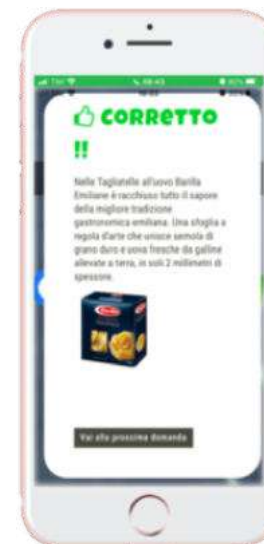 CORRETTO
!!
Nelle Tagliatelle all'uovo Barilla
Emiliane è racchiuso tutto il sapore
della migliore tradizione
gastronomica emiliana. Una sfoglia a
regola d'arte che unisce semola di
grano duro e uova fresche da galline
allevate a terra, in soli 2 millimetri di
spessore.
Barilla
Vai alla prossima domanda